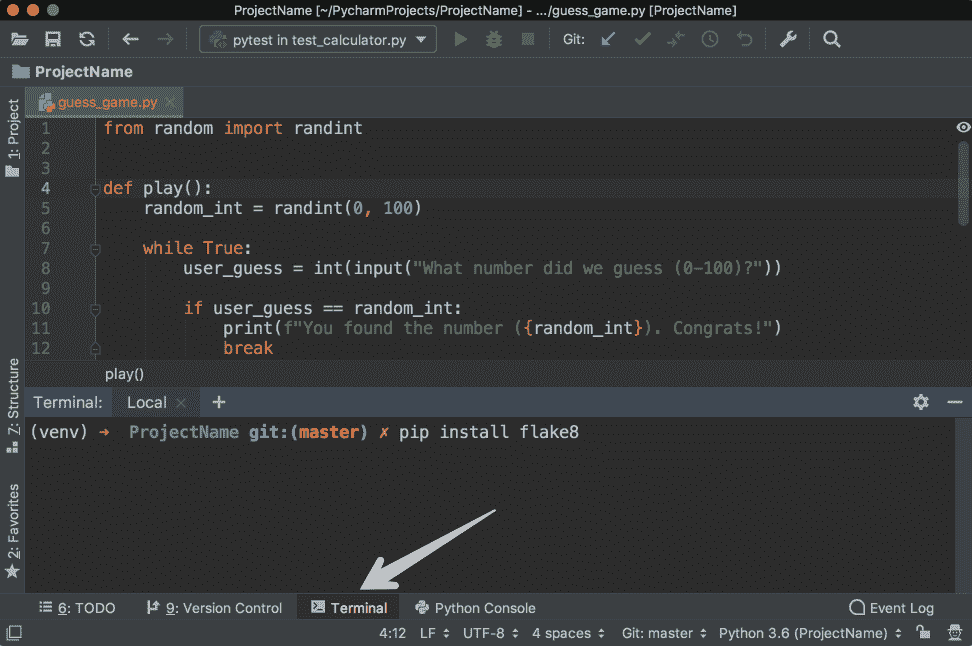 ProjectName [~/PycharmProjects/ProjectName] - .../guess_game.py [ProjectName]
pytest in test_calculator.py
Git:
ProjectName
guess_game.py
1: Project
1 from random import randint
2
3
4 def play():
5 random_int = randint(0, 100)
6
7 while True:
8 user_guess = int(input("What number did we guess (0-100)?"))
9
10 if user_guess == random_int:
11 print(f"You found the number ({random_int}). Congrats!")
12 break
play()
Z: Structure
Terminal: Local +
(venv) → ProjectName git:(master) ✗ pip install flake8
2: Favorites
6: TODO 9: Version Control Terminal Python Console Event Log
4:12 LF UTF-8 4 spaces Git: master Python 3.6 (ProjectName)